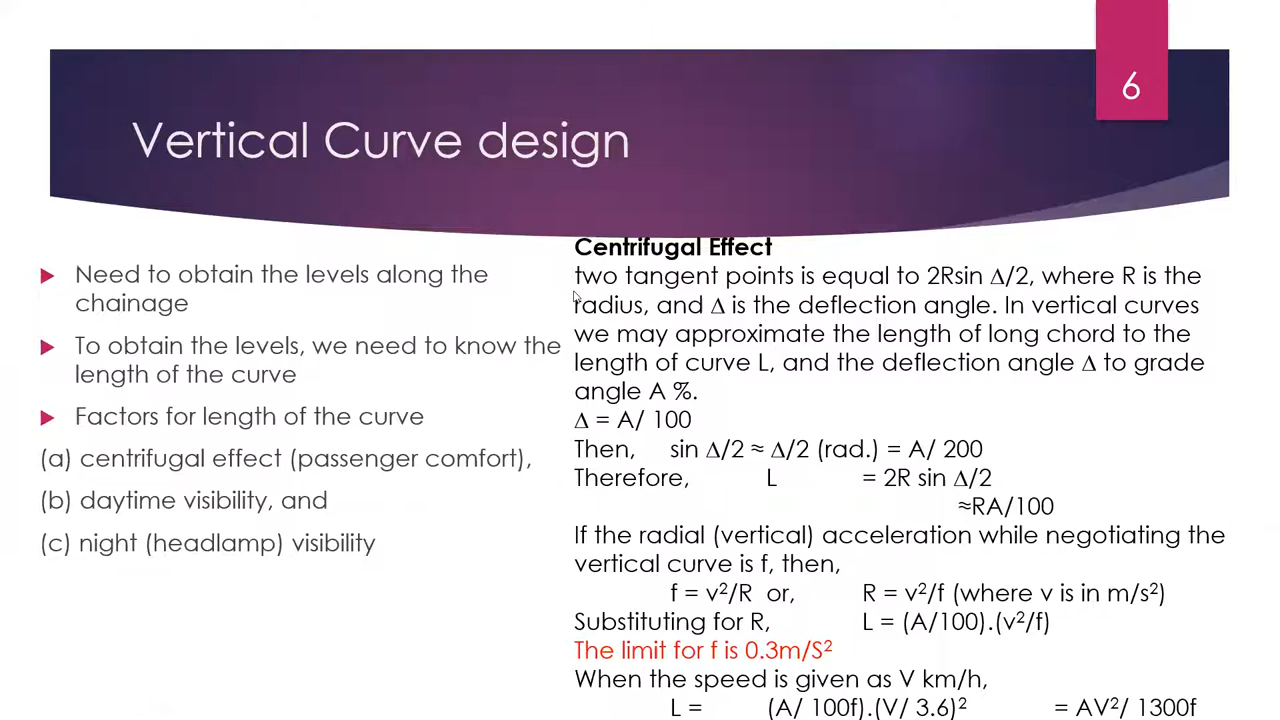 6
Vertical Curve design
Need to obtain the levels along the
chainage
To obtain the levels, we need to know the
length of the curve
Factors for length of the curve
(a) centrifugal effect (passenger comfort),
(b) daytime visibility, and
(c) night (headlamp) visibility
Centrifugal Effect
two tangent points is equal to 2Rsin ∆/2, where R is the
radius, and ∆ is the deflection angle. In vertical curves
we may approximate the length of long chord to the
length of curve L, and the deflection angle ∆ to grade
angle A %.
∆ = A/ 100
Then, sin ∆/2 ≈ ∆/2 (rad.) = A/ 200
Therefore, L = 2R sin ∆/2
≈RA/100
If the radial (vertical) acceleration while negotiating the
vertical curve is f, then,
f = v²/R or, R = v²/f (where v is in m/s²)
Substituting for R, L = (A/100).(v²/f)
The limit for f is 0.3m/S²
When the speed is given as V km/h,
L = (A/ 100f).(V/ 3.6)² = AV²/ 1300f